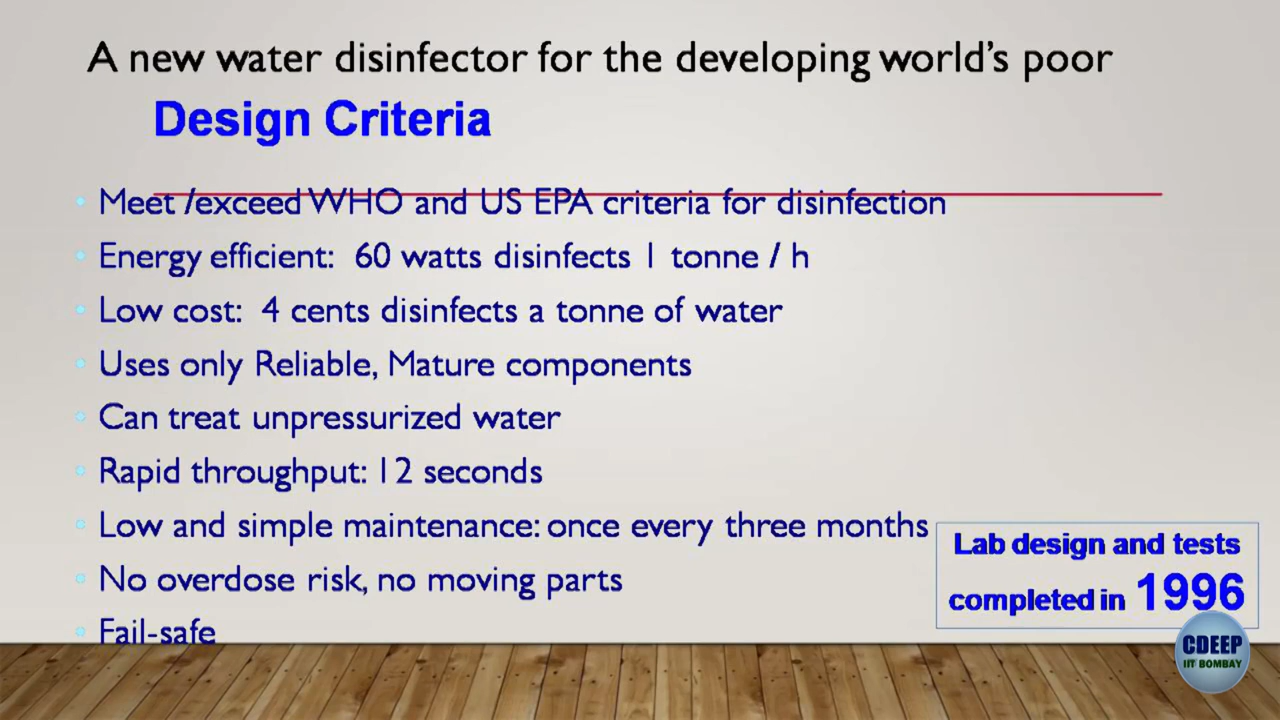 A new water disinfector for the developing world's poor
Design Criteria
Meet /exceed WHO and US EPA criteria for disinfection
Energy efficient: 60 watts disinfects 1 tonne / h
Low cost: 4 cents disinfects a tonne of water
Uses only Reliable, Mature components
Can treat unpressurized water
Rapid throughput: 12 seconds
Low and simple maintenance: once every three months
No overdose risk, no moving parts
Fail-safe
Lab design and tests
completed in 1996
CDEEP
IIT BOMBAY